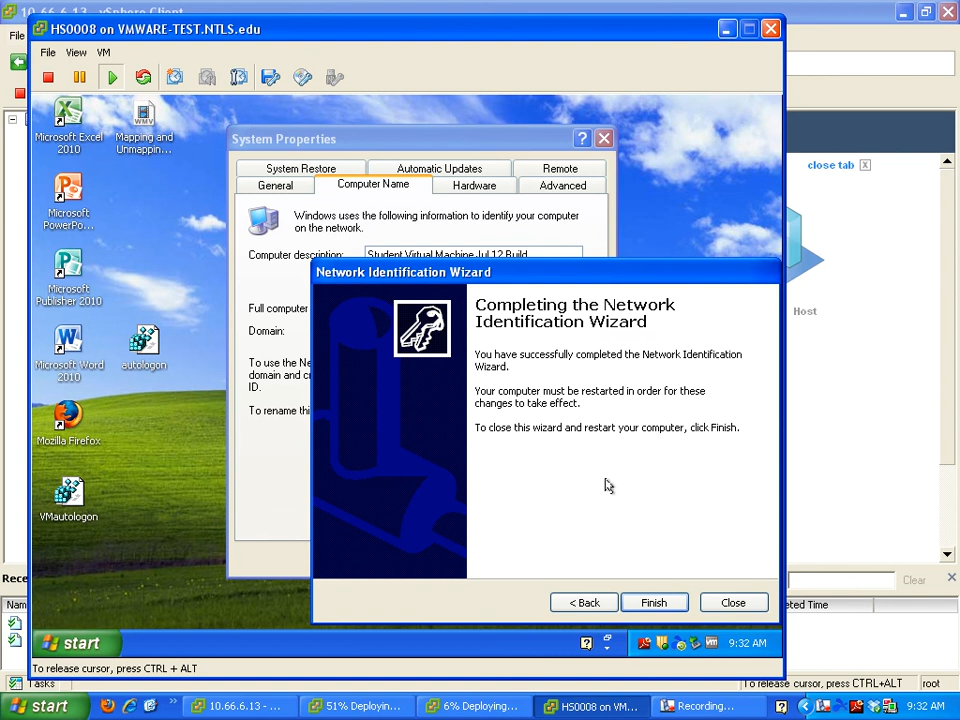 10.66.6.13 - vSphere Client
File
HS0008 on VMWARE-TEST.NTLS.edu
File View VM
Microsoft Excel 2010
Mapping and Unmappin...
Microsoft PowerPo...
Microsoft Publisher 2010
Microsoft Word 2010
autologon
Mozilla Firefox
VMautologon
System Properties
System Restore Automatic Updates Remote
General Computer Name Hardware Advanced
Windows uses the following information to identify your computer
on the network.
Computer description: Student Virtual Machine Jul 12 Build
Full computer
Domain:
To use the Ne
domain and cr
ID.
To rename thi
Network Identification Wizard
Completing the Network
Identification Wizard
You have successfully completed the Network Identification
Wizard.
Your computer must be restarted in order for these
changes to take effect.
To close this wizard and restart your computer, click Finish.
< Back Finish Close
close tab X
Host
Rece
Clear
Nam
ted Time
start
9:32 AM
To release cursor, press CTRL + ALT
Tasks
To release cursor, press CTRL+ALT root
start
10.66.6.13 - ...
51% Deployin...
6% Deploying...
HS0008 on VM...
Recording...
9:32 AM